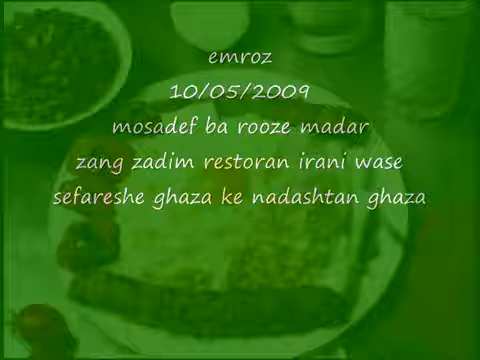 emroz
10/05/2009
mosadef ba rooze madar
zang zadim restoran irani wase
sefareshe ghaza ke nadashtan ghaza